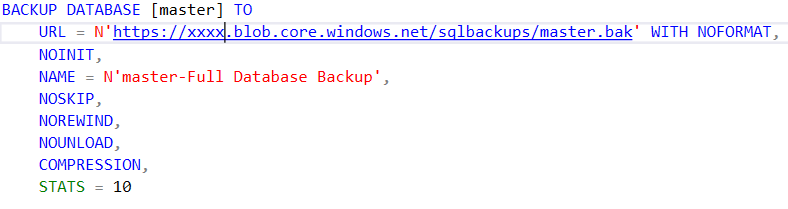 BACKUP DATABASE [master] TO
URL = N'https://xxxx.blob.core.windows.net/sqlbackups/master.bak' WITH NOFORMAT,
NOINIT,
NAME = N'master-Full Database Backup',
NOSKIP,
NOREWIND,
NOUNLOAD,
COMPRESSION,
STATS = 10